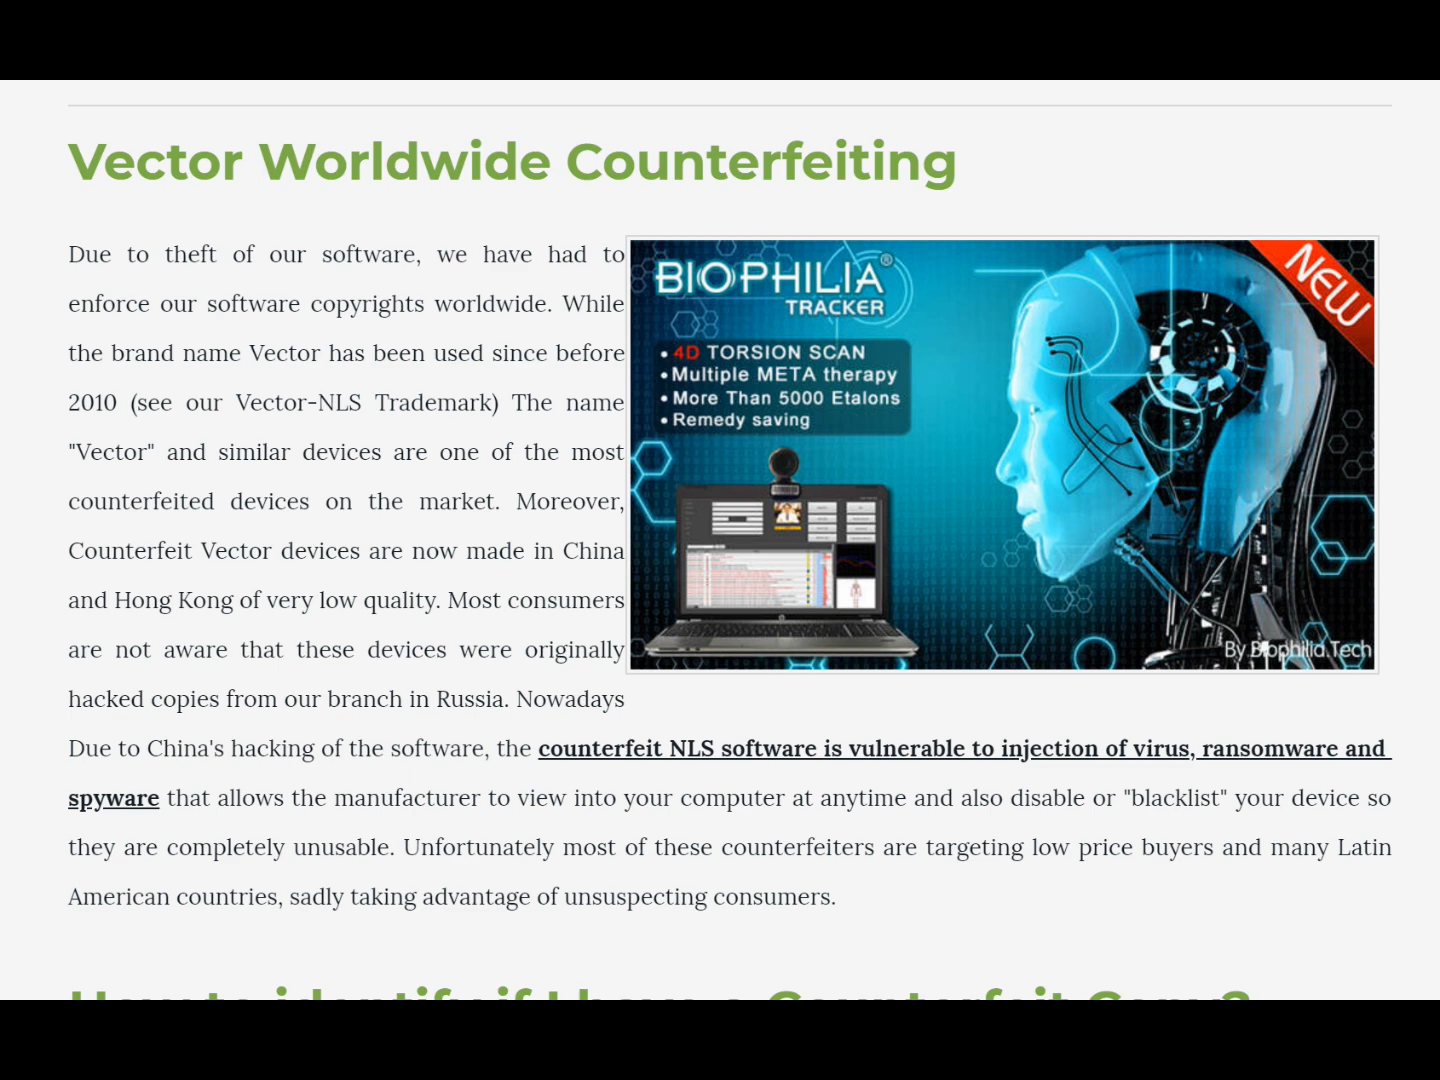 Vector Worldwide Counterfeiting
Due to theft of our software, we have had to
enforce our software copyrights worldwide. While
the brand name Vector has been used since before
2010 (see our Vector-NLS Trademark) The name
"Vector" and similar devices are one of the most
counterfeited devices on the market. Moreover,
Counterfeit Vector devices are now made in China
and Hong Kong of very low quality. Most consumers
are not aware that these devices were originally
hacked copies from our branch in Russia. Nowadays
BIOPHILIA®
TRACKER
NEW
• 4D TORSION SCAN
• Multiple META therapy
• More Than 5000 Etalons
• Remedy saving
By Biophilia Tech
Due to China's hacking of the software, the counterfeit NLS software is vulnerable to injection of virus, ransomware and
spyware that allows the manufacturer to view into your computer at anytime and also disable or "blacklist" your device so
they are completely unusable. Unfortunately most of these counterfeiters are targeting low price buyers and many Latin
American countries, sadly taking advantage of unsuspecting consumers.
How to identify if I have a Counterfeit Copy?